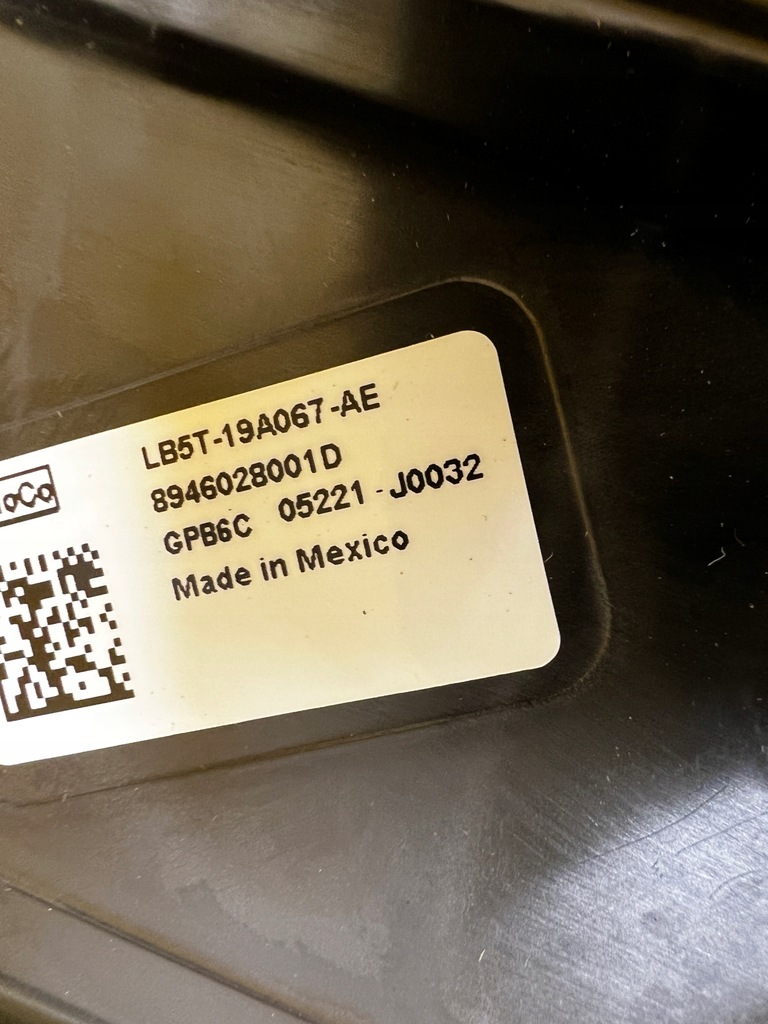 LB5T-19A067-AE
8946028001D
GPB6C 05221-J0032
Made in Mexico